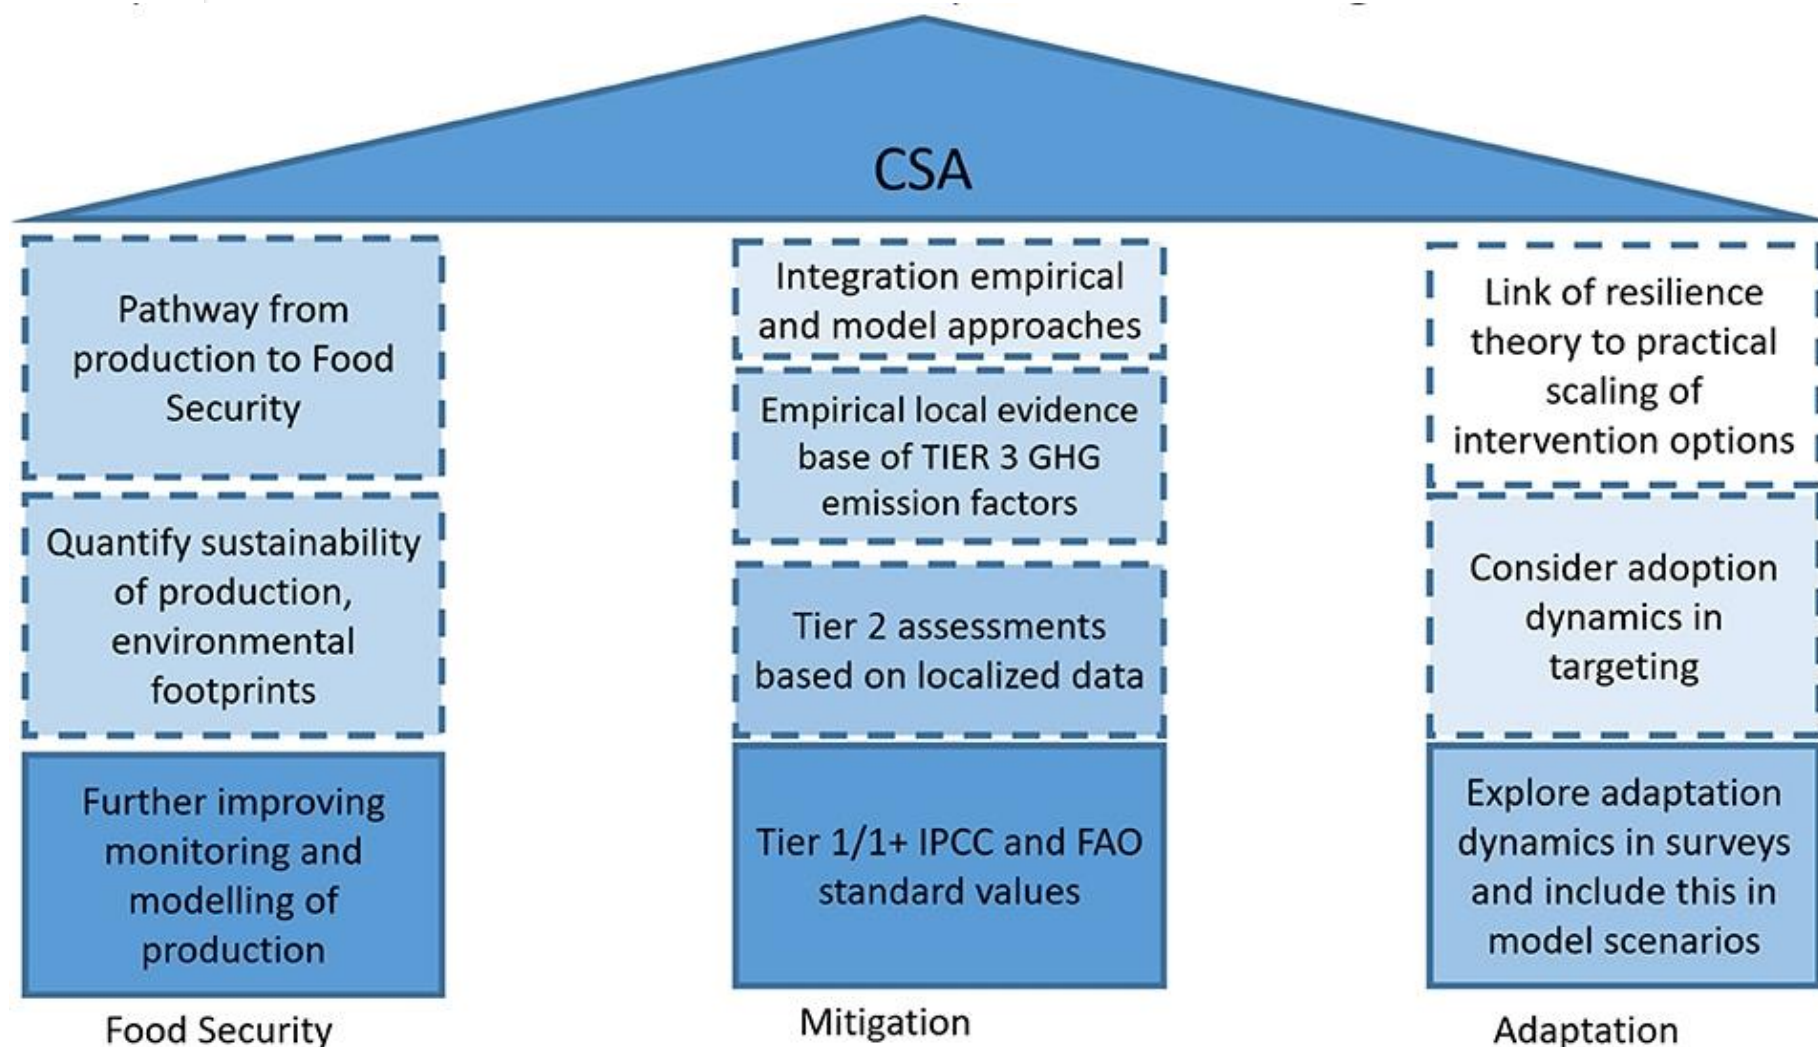 CSA
Pathway from
production to Food
Security
Quantify sustainability
of production,
environmental
footprints
Further improving
monitoring and
modelling of
production
Food Security
Integration empirical
and model approaches
Empirical local evidence
base of TIER 3 GHG
emission factors
Tier 2 assessments
based on localized data
Tier 1/1+ IPCC and FAO
standard values
Mitigation
Link of resilience
theory to practical
scaling of
intervention options
Consider adoption
dynamics in
targeting
Explore adaptation
dynamics in surveys
and include this in
model scenarios
Adaptation